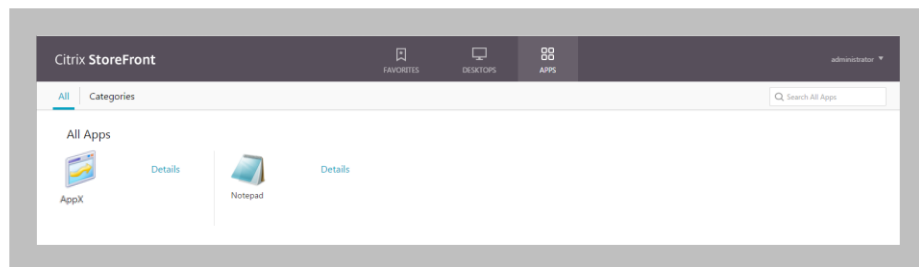 Citrix StoreFront
FAVORITES
DESKTOPS
APPS
administrator
All
Categories
Search All Apps
All Apps
Details
AppX
Details
Notepad